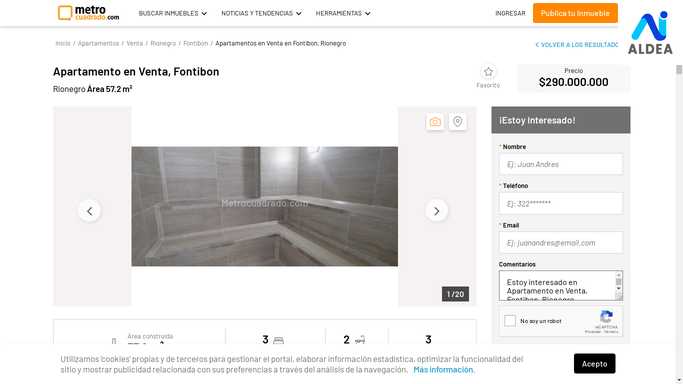 metro
cuadrado.com
BUSCAR INMUEBLES
NOTICIAS Y TENDENCIAS
HERRAMIENTAS
INGRESAR
Publica tu Inmueble
ALDEA
Inicio / Apartamentos / Venta / Rionegro / Fontibon / Apartamentos en Venta en Fontibon, Rionegro
VOLVER A LOS RESULTADO
Apartamento en Venta, Fontibon
Rionegro Área 57.2 m²
Favorito
Precio
$290.000.000
Metrocuadrado.com
1 /20
¡Estoy Interesado!
* Nombre
Ej: Juan Andres
* Teléfono
Ej: 322*******
* Email
Ej: juanandres@email.com
Comentarios
Estoy interesado en
Apartamento en Venta,
Fontibon, Rionegro
No soy un robot
reCAPTCHA
Privacidad - Términos
Área construida
3
2
3
Utilizamos 'cookies' propias y de terceros para gestionar el portal, elaborar información estadística, optimizar la funcionalidad del
sitio y mostrar publicidad relacionada con sus preferencias a través del análisis de la navegación. Más información.
Acepto